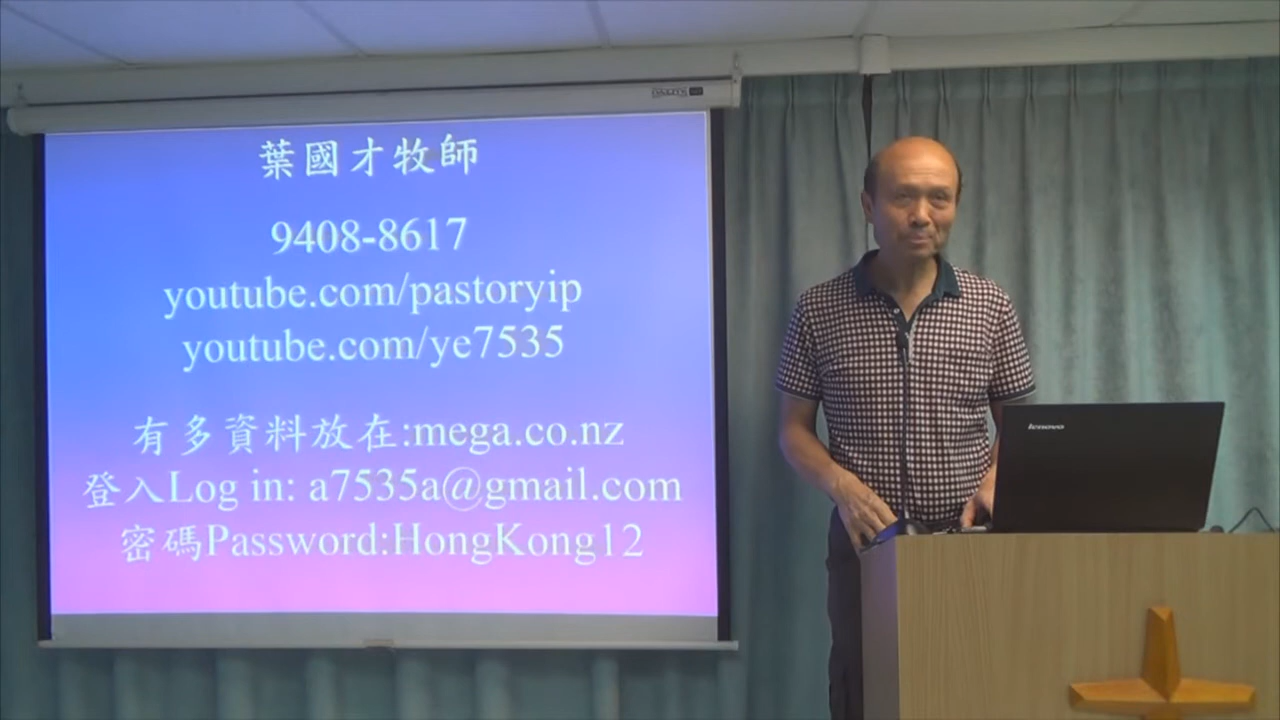 葉國才牧師
9408-8617
youtube.com/pastoryip
youtube.com/ye7535
有多資料放在:mega.co.nz
登入Log in: a7535a@gmail.com
密碼Password:HongKong12
lenovo